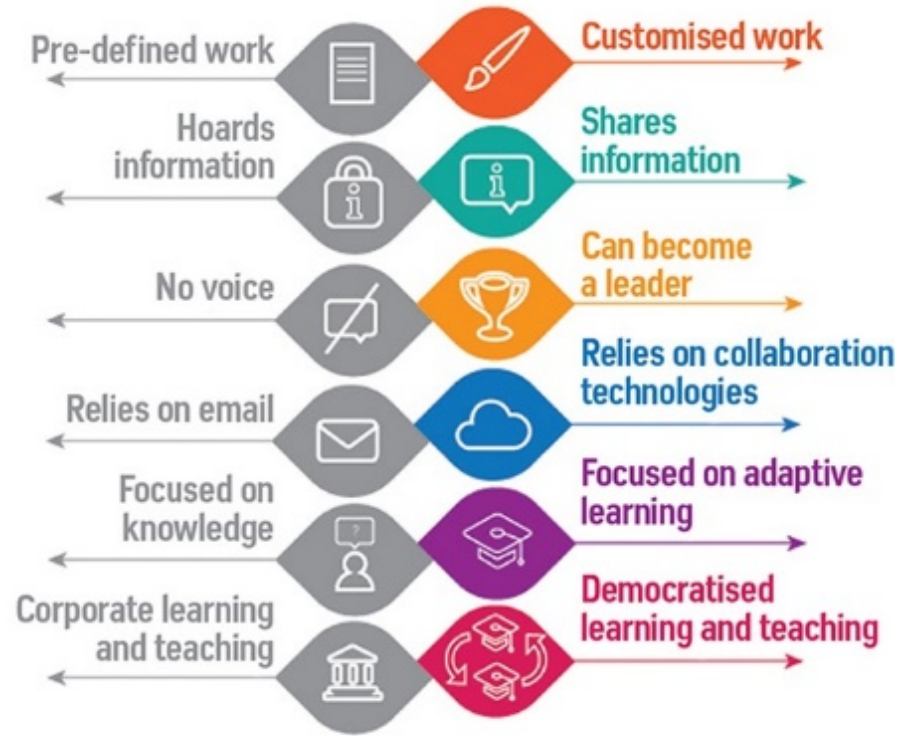 Pre-defined work
Customised work
Hoards
information
Shares
information
No voice
Can become
a leader
Relies on email
Relies on collaboration
technologies
Focused on
knowledge
Focused on adaptive
learning
Corporate learning
and teaching
Democratised
learning and teaching
i
i
?